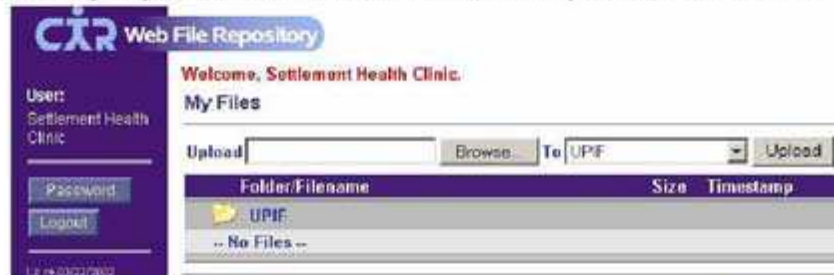 CIR Web File Repository
Welcome, Settlement Health Clinic.
User:
Settlement Health
Clinic
My Files
Upload Browse... To UPIF Upload
Password
Logout
Folder/Filename Size Timestamp
UPIF
-- No Files --